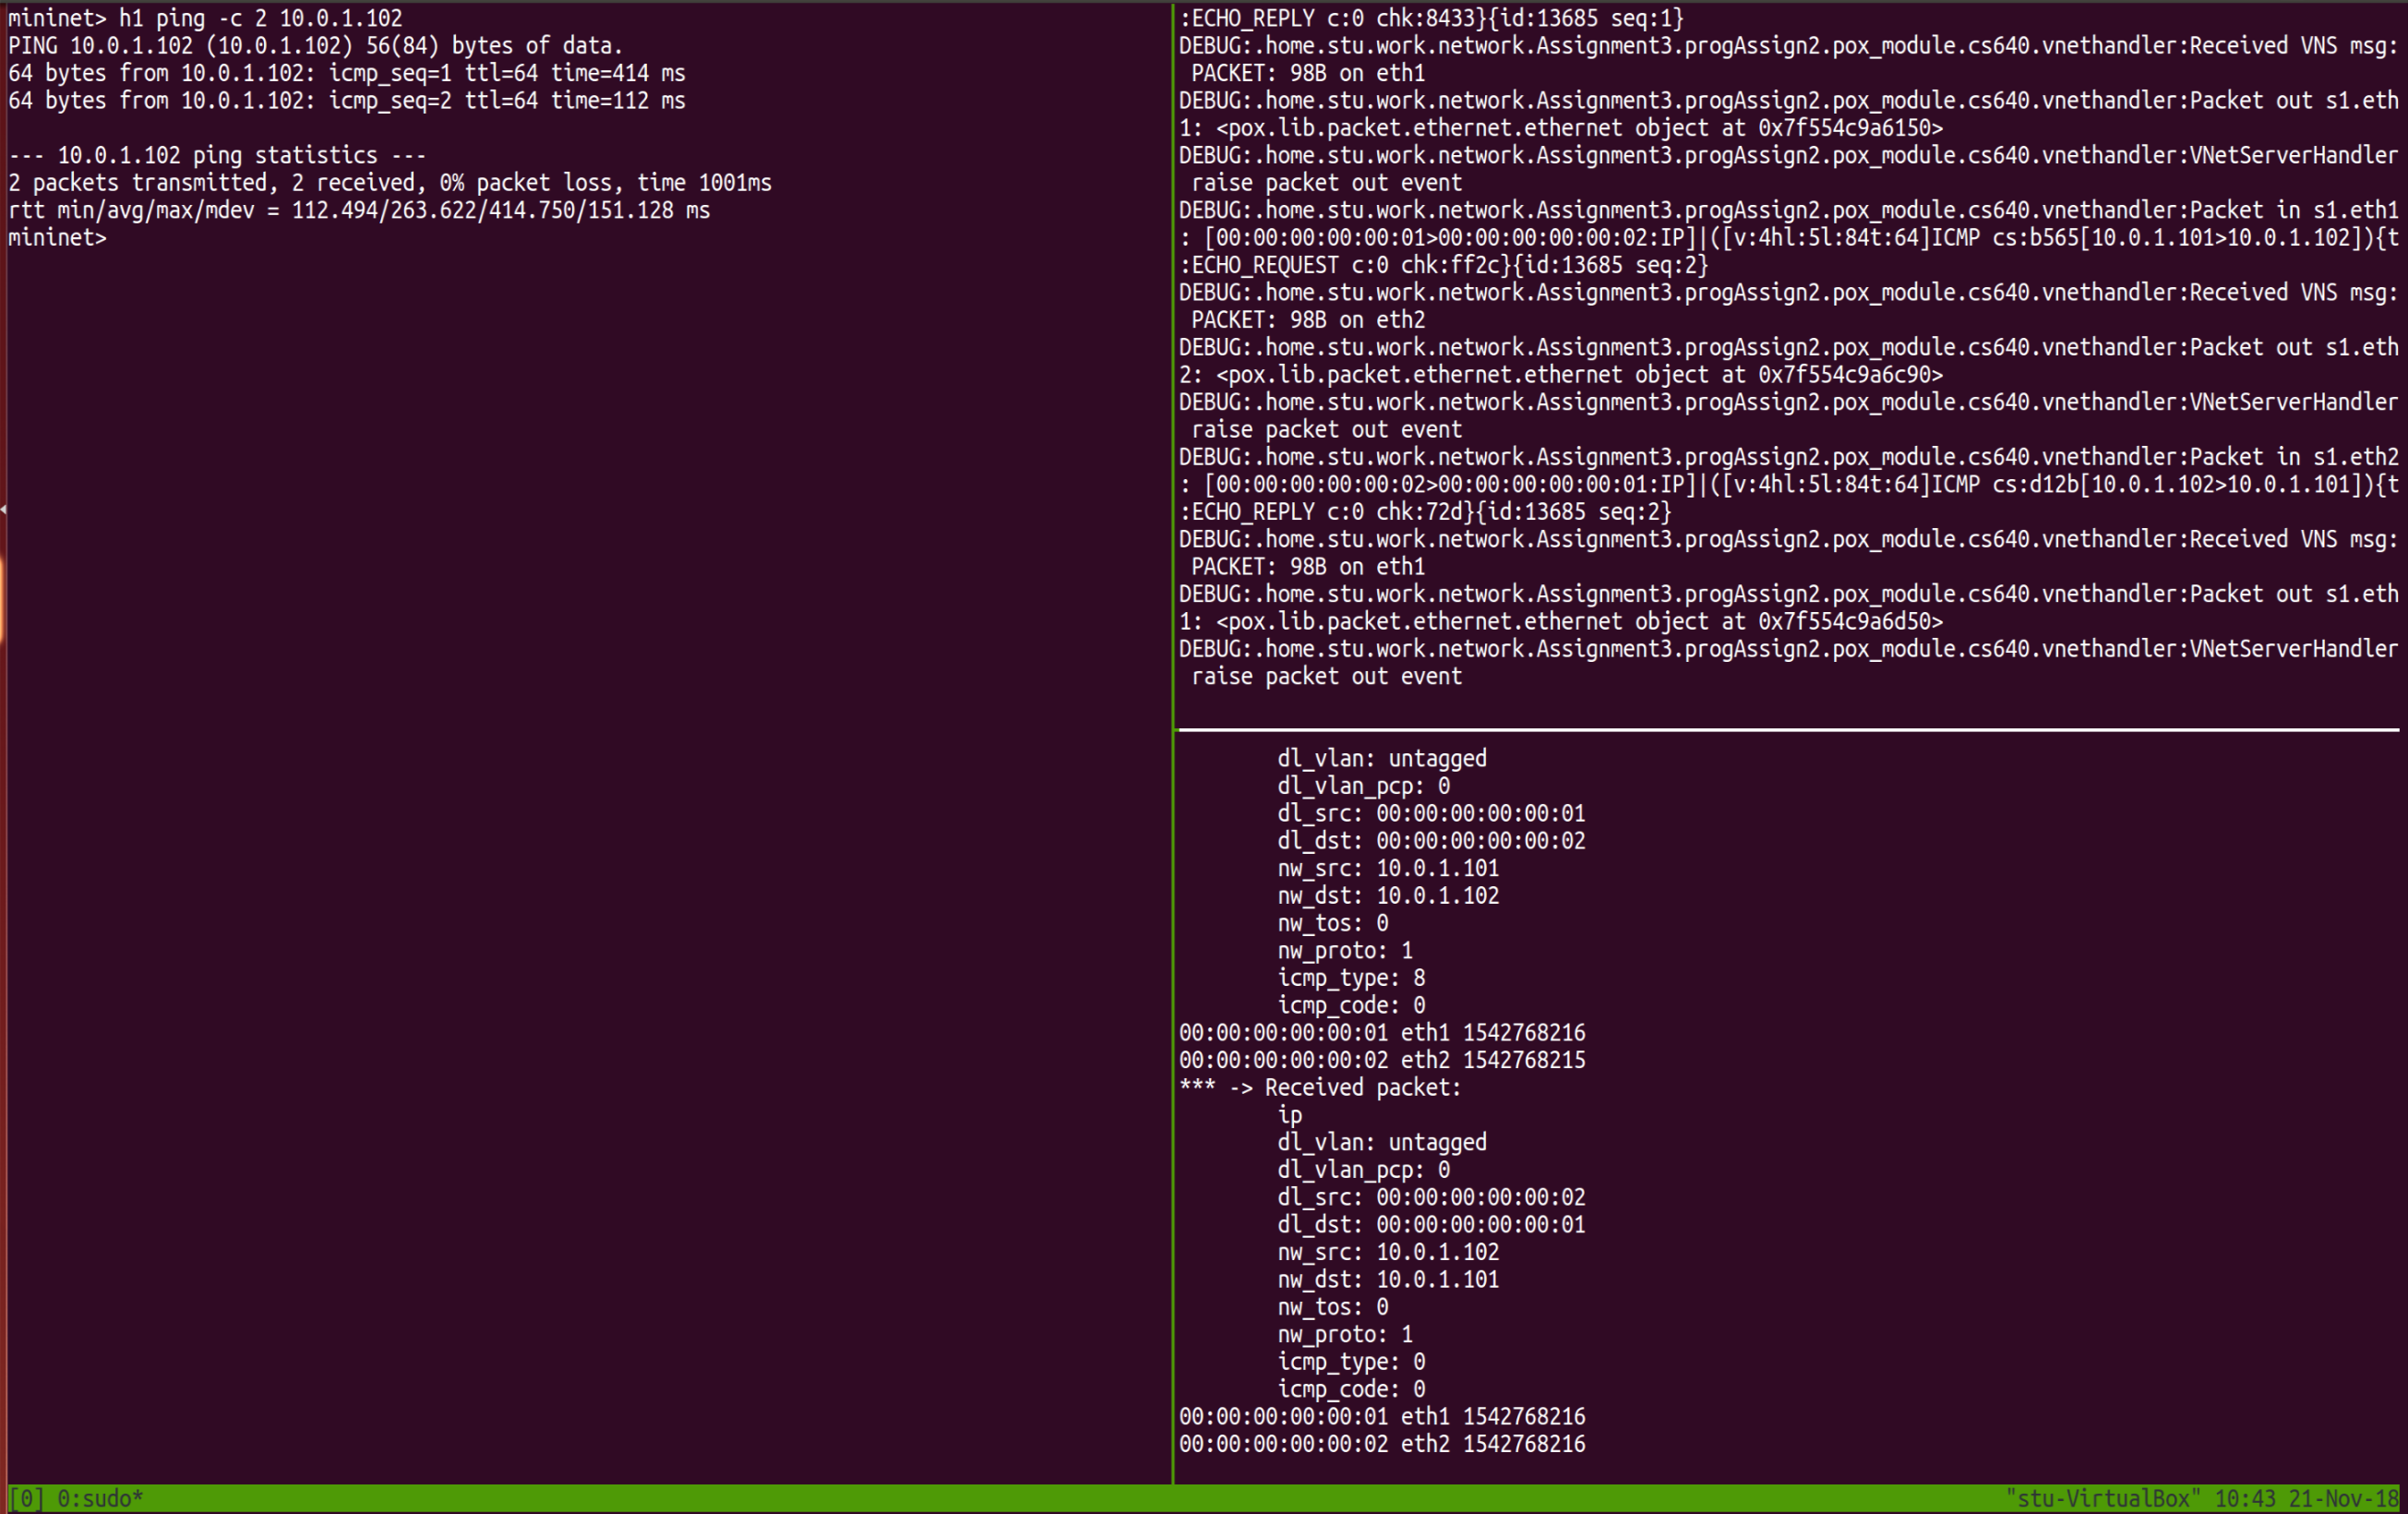 mininet> h1 ping -c 2 10.0.1.102
PING 10.0.1.102 (10.0.1.102) 56(84) bytes of data.
64 bytes from 10.0.1.102: icmp_seq=1 ttl=64 time=414 ms
64 bytes from 10.0.1.102: icmp_seq=2 ttl=64 time=112 ms
--- 10.0.1.102 ping statistics ---
2 packets transmitted, 2 received, 0% packet loss, time 1001ms
rtt min/avg/max/mdev = 112.494/263.622/414.750/151.128 ms
mininet>
:ECHO_REPLY c:0 chk:8433}{id:13685 seq:1}
DEBUG:.home.stu.work.network.Assignment3.progAssign2.pox_module.cs640.vnethandler:Received VNS msg:
 PACKET: 98B on eth1
DEBUG:.home.stu.work.network.Assignment3.progAssign2.pox_module.cs640.vnethandler:Packet out s1.eth
1: <pox.lib.packet.ethernet.ethernet object at 0x7f554c9a6150>
DEBUG:.home.stu.work.network.Assignment3.progAssign2.pox_module.cs640.vnethandler:VNetServerHandler
 raise packet out event
DEBUG:.home.stu.work.network.Assignment3.progAssign2.pox_module.cs640.vnethandler:Packet in s1.eth1
: [00:00:00:00:00:01>00:00:00:00:00:02:IP]|([v:4hl:5l:84t:64]ICMP cs:b565[10.0.1.101>10.0.1.102]){t
:ECHO_REQUEST c:0 chk:ff2c}{id:13685 seq:2}
DEBUG:.home.stu.work.network.Assignment3.progAssign2.pox_module.cs640.vnethandler:Received VNS msg:
 PACKET: 98B on eth2
DEBUG:.home.stu.work.network.Assignment3.progAssign2.pox_module.cs640.vnethandler:Packet out s1.eth
2: <pox.lib.packet.ethernet.ethernet object at 0x7f554c9a6c90>
DEBUG:.home.stu.work.network.Assignment3.progAssign2.pox_module.cs640.vnethandler:VNetServerHandler
 raise packet out event
DEBUG:.home.stu.work.network.Assignment3.progAssign2.pox_module.cs640.vnethandler:Packet in s1.eth2
: [00:00:00:00:00:02>00:00:00:00:00:01:IP]|([v:4hl:5l:84t:64]ICMP cs:d12b[10.0.1.102>10.0.1.101]){t
:ECHO_REPLY c:0 chk:72d}{id:13685 seq:2}
DEBUG:.home.stu.work.network.Assignment3.progAssign2.pox_module.cs640.vnethandler:Received VNS msg:
 PACKET: 98B on eth1
DEBUG:.home.stu.work.network.Assignment3.progAssign2.pox_module.cs640.vnethandler:Packet out s1.eth
1: <pox.lib.packet.ethernet.ethernet object at 0x7f554c9a6d50>
DEBUG:.home.stu.work.network.Assignment3.progAssign2.pox_module.cs640.vnethandler:VNetServerHandler
 raise packet out event
dl_vlan: untagged
dl_vlan_pcp: 0
dl_src: 00:00:00:00:00:01
dl_dst: 00:00:00:00:00:02
nw_src: 10.0.1.101
nw_dst: 10.0.1.102
nw_tos: 0
nw_proto: 1
icmp_type: 8
icmp_code: 0
00:00:00:00:00:01 eth1 1542768216
00:00:00:00:00:02 eth2 1542768215
*** -> Received packet:
ip
dl_vlan: untagged
dl_vlan_pcp: 0
dl_src: 00:00:00:00:00:02
dl_dst: 00:00:00:00:00:01
nw_src: 10.0.1.102
nw_dst: 10.0.1.101
nw_tos: 0
nw_proto: 1
icmp_type: 0
icmp_code: 0
00:00:00:00:00:01 eth1 1542768216
00:00:00:00:00:02 eth2 1542768216
[0] 0:sudo* "stu-VirtualBox" 10:43 21-Nov-18